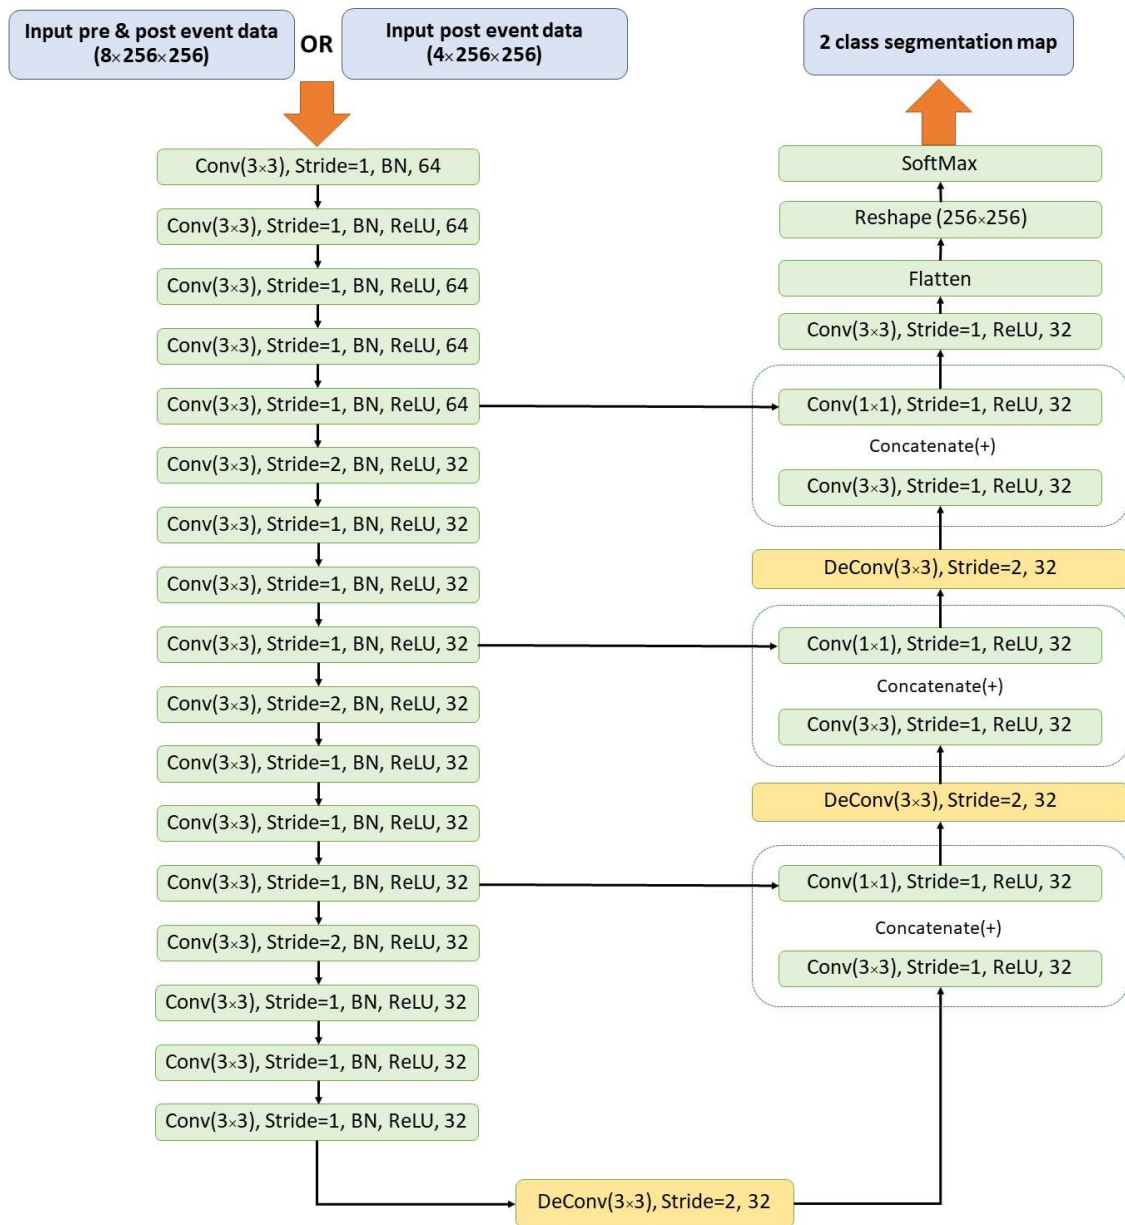 Input pre & post event data
(8×256×256)
OR
Input post event data
(4×256×256)
Conv(3×3), Stride=1, BN, 64
Conv(3×3), Stride=1, BN, ReLU, 64
Conv(3×3), Stride=1, BN, ReLU, 64
Conv(3×3), Stride=1, BN, ReLU, 64
Conv(3×3), Stride=1, BN, ReLU, 64
Conv(3×3), Stride=2, BN, ReLU, 32
Conv(3×3), Stride=1, BN, ReLU, 32
Conv(3×3), Stride=1, BN, ReLU, 32
Conv(3×3), Stride=1, BN, ReLU, 32
Conv(3×3), Stride=2, BN, ReLU, 32
Conv(3×3), Stride=1, BN, ReLU, 32
Conv(3×3), Stride=1, BN, ReLU, 32
Conv(3×3), Stride=1, BN, ReLU, 32
Conv(3×3), Stride=2, BN, ReLU, 32
Conv(3×3), Stride=1, BN, ReLU, 32
Conv(3×3), Stride=1, BN, ReLU, 32
Conv(3×3), Stride=1, BN, ReLU, 32
DeConv(3×3), Stride=2, 32
2 class segmentation map
SoftMax
Reshape (256×256)
Flatten
Conv(3×3), Stride=1, ReLU, 32
Conv(1×1), Stride=1, ReLU, 32
Concatenate(+)
Conv(3×3), Stride=1, ReLU, 32
DeConv(3×3), Stride=2, 32
Conv(1×1), Stride=1, ReLU, 32
Concatenate(+)
Conv(3×3), Stride=1, ReLU, 32
DeConv(3×3), Stride=2, 32
Conv(1×1), Stride=1, ReLU, 32
Concatenate(+)
Conv(3×3), Stride=1, ReLU, 32